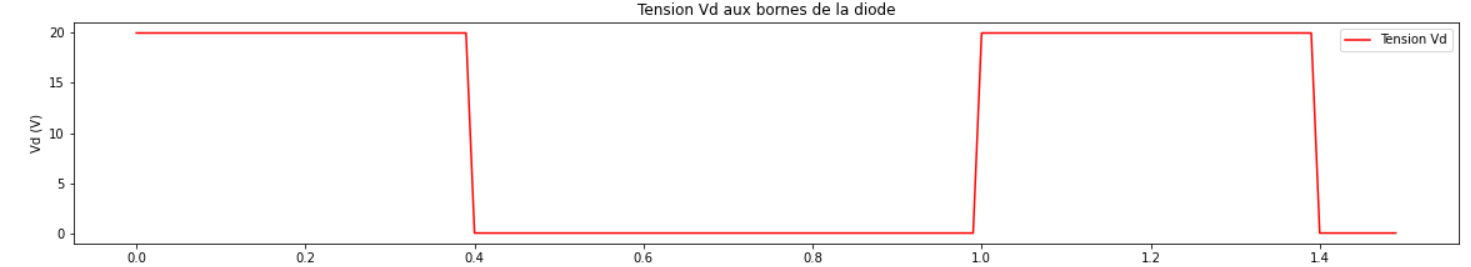 Tension Vd aux bornes de la diode
Tension Vd
Vd (V)
20
15
10
5
0
0.0 0.2 0.4 0.6 0.8 1.0 1.2 1.4